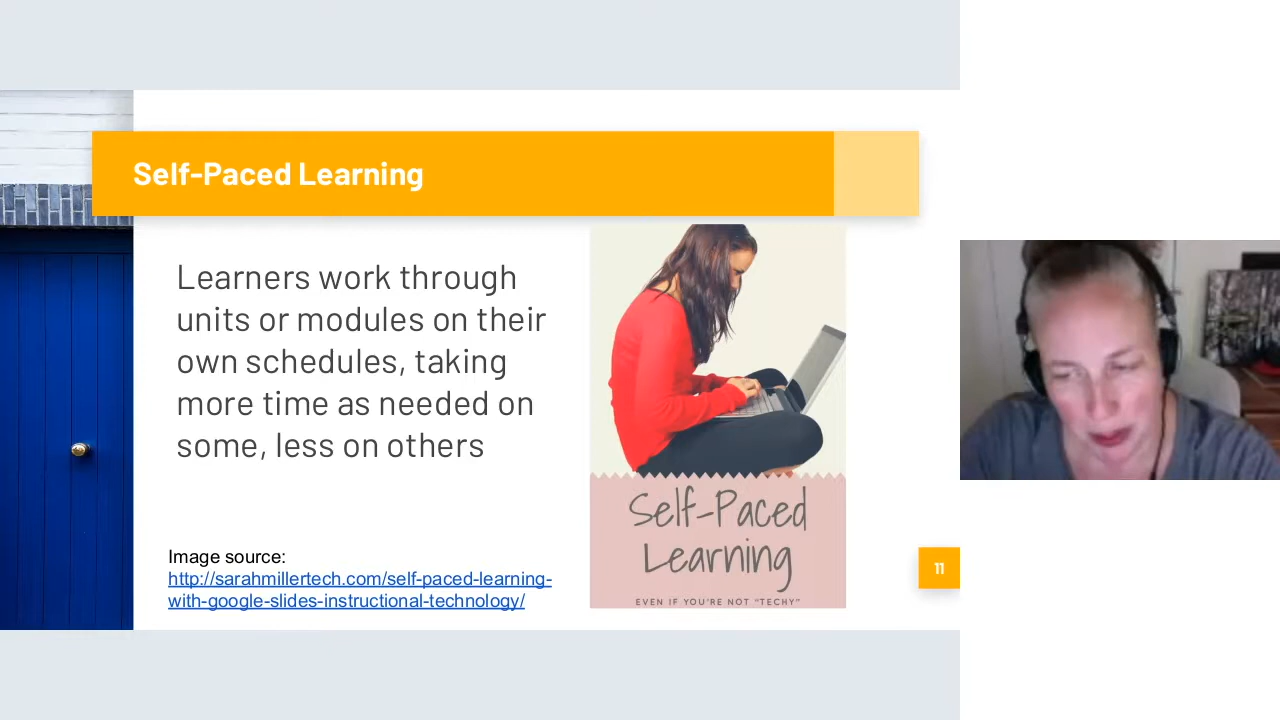 Self-Paced Learning
Learners work through
units or modules on their
own schedules, taking
more time as needed on
some, less on others
Image source:
http://sarahmillertech.com/self-paced-learning-
with-google-slides-instructional-technology/
Self-Paced
Learning
EVEN IF YOU'RE NOT "TECHY"
11